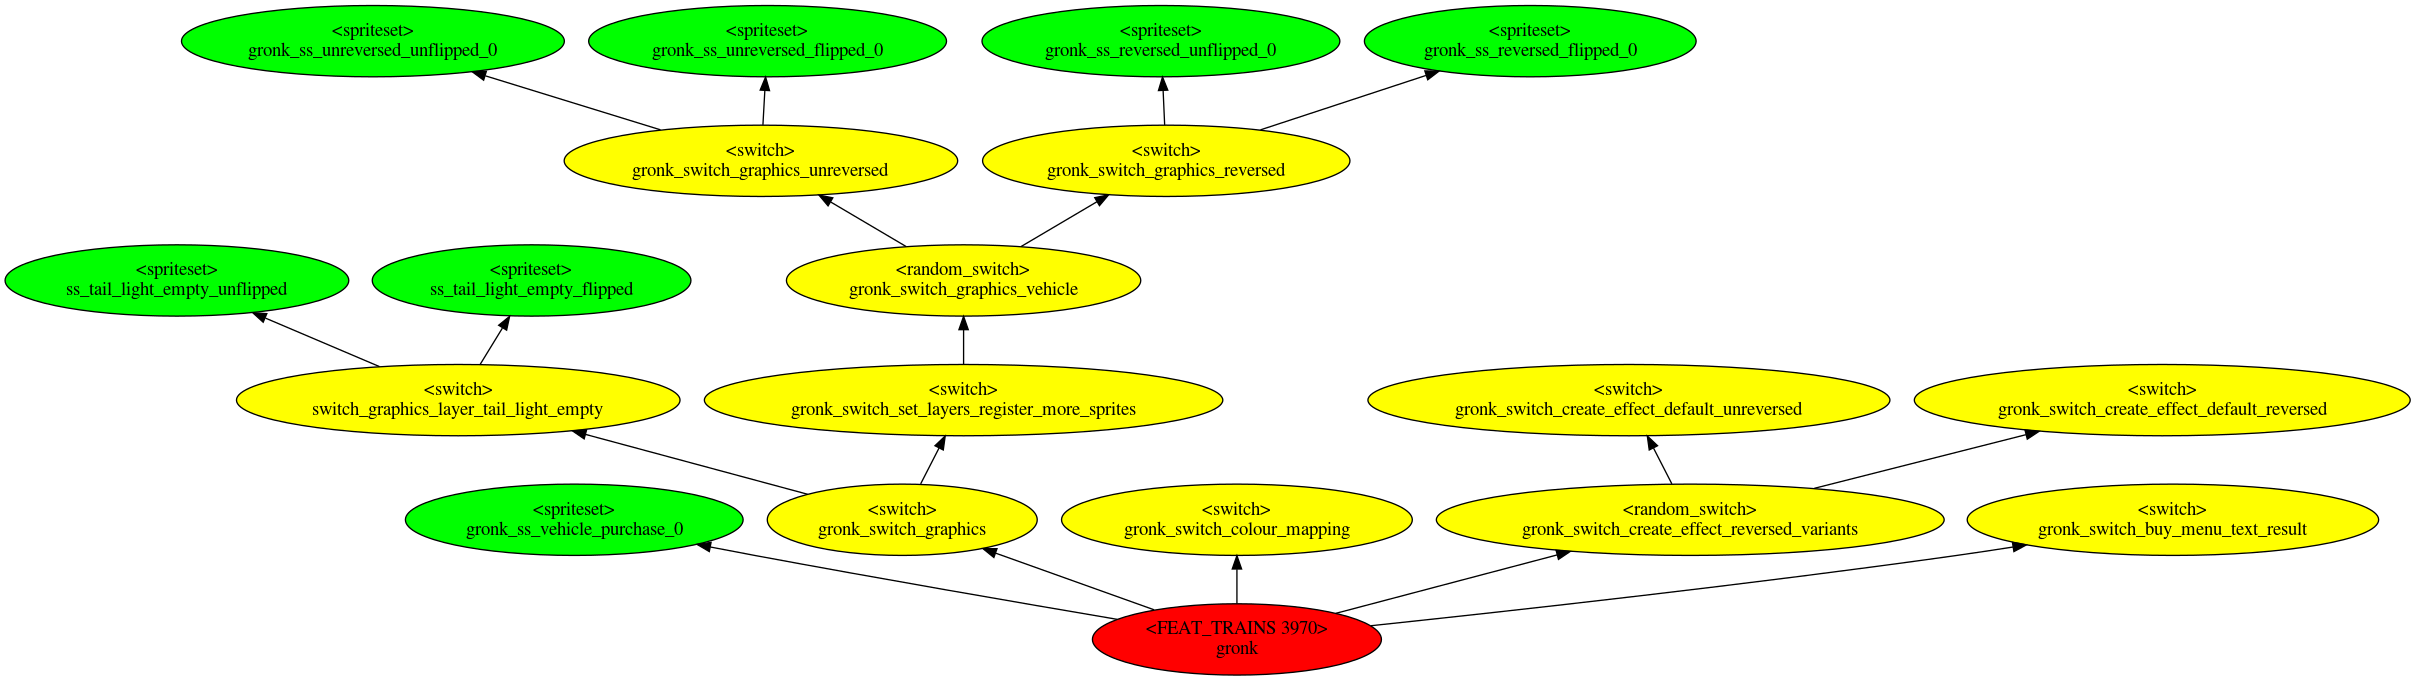 <spriteset>
gronk_ss_unreversed_unflipped_0
<spriteset>
gronk_ss_unreversed_flipped_0
<spriteset>
gronk_ss_reversed_unflipped_0
<spriteset>
gronk_ss_reversed_flipped_0
<switch>
gronk_switch_graphics_unreversed
<switch>
gronk_switch_graphics_reversed
<spriteset>
ss_tail_light_empty_unflipped
<spriteset>
ss_tail_light_empty_flipped
<random_switch>
gronk_switch_graphics_vehicle
<switch>
switch_graphics_layer_tail_light_empty
<switch>
gronk_switch_set_layers_register_more_sprites
<switch>
gronk_switch_create_effect_default_unreversed
<switch>
gronk_switch_create_effect_default_reversed
<spriteset>
gronk_ss_vehicle_purchase_0
<switch>
gronk_switch_graphics
<switch>
gronk_switch_colour_mapping
<random_switch>
gronk_switch_create_effect_reversed_variants
<switch>
gronk_switch_buy_menu_text_result
<FEAT_TRAINS 3970>
gronk